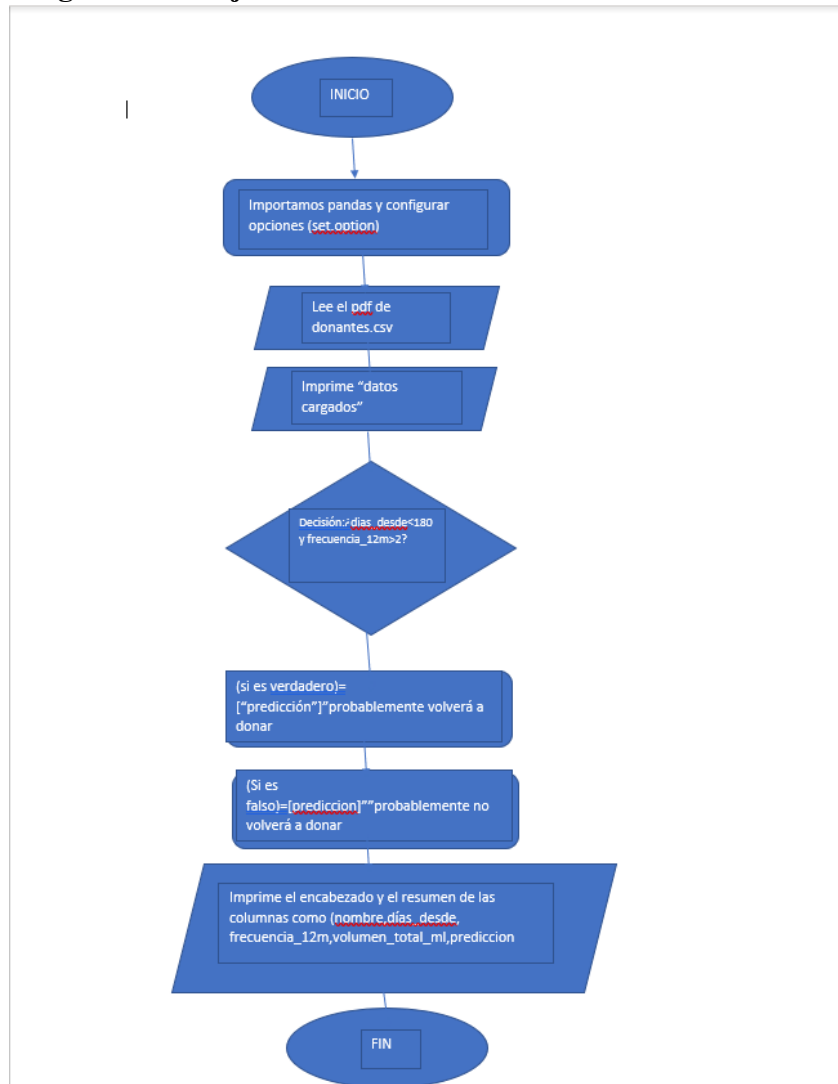 INICIO
Importamos pandas y configurar
opciones (set.option)
Lee el pdf de
donantes.csv
Imprime “datos
cargados”
Decisión:¿dias_desde<180
y frecuencia_12m>2?
(si es verdadero)=
[“predicción”]”probablemente volverá a
donar
(Si es
falso)=[prediccion]””probablemente no
volverá a donar
Imprime el encabezado y el resumen de las
columnas como (nombre,días_desde,
frecuencia_12m,volumen_total_ml,prediccion
FIN